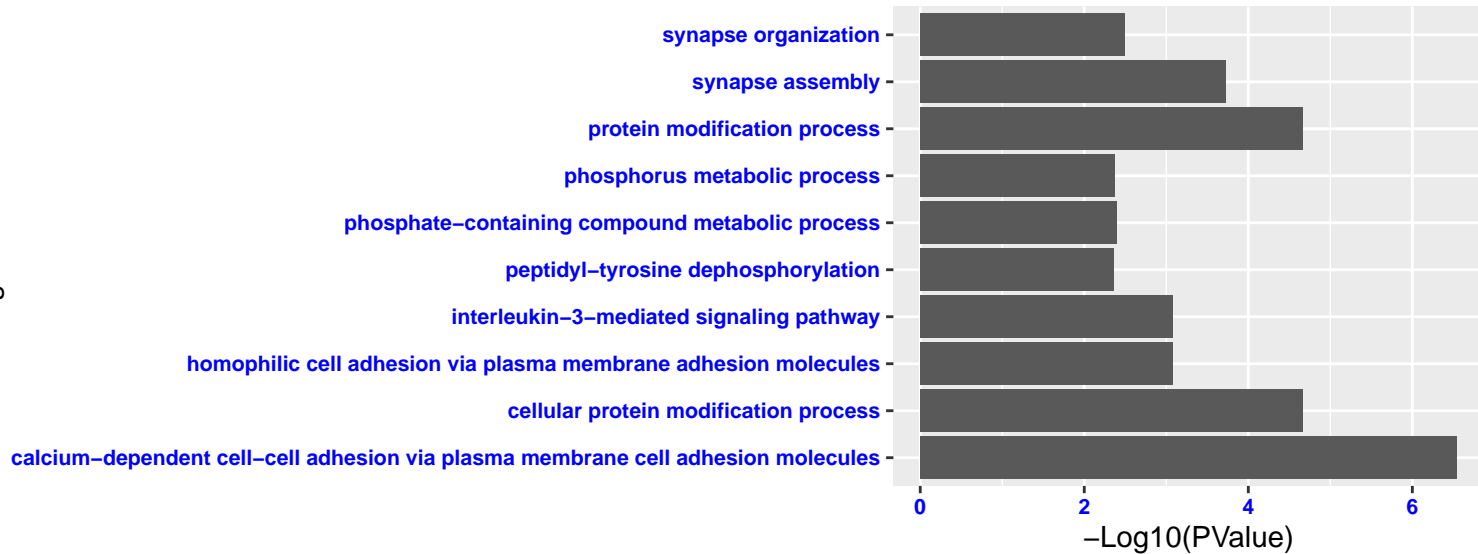 synapse organization
synapse assembly
protein modification process
phosphorus metabolic process
phosphate−containing compound metabolic process
peptidyl−tyrosine dephosphorylation
interleukin−3−mediated signaling pathway
homophilic cell adhesion via plasma membrane adhesion molecules
cellular protein modification process
calcium−dependent cell−cell adhesion via plasma membrane cell adhesion molecules
0 2 4 6
−Log10(PValue)